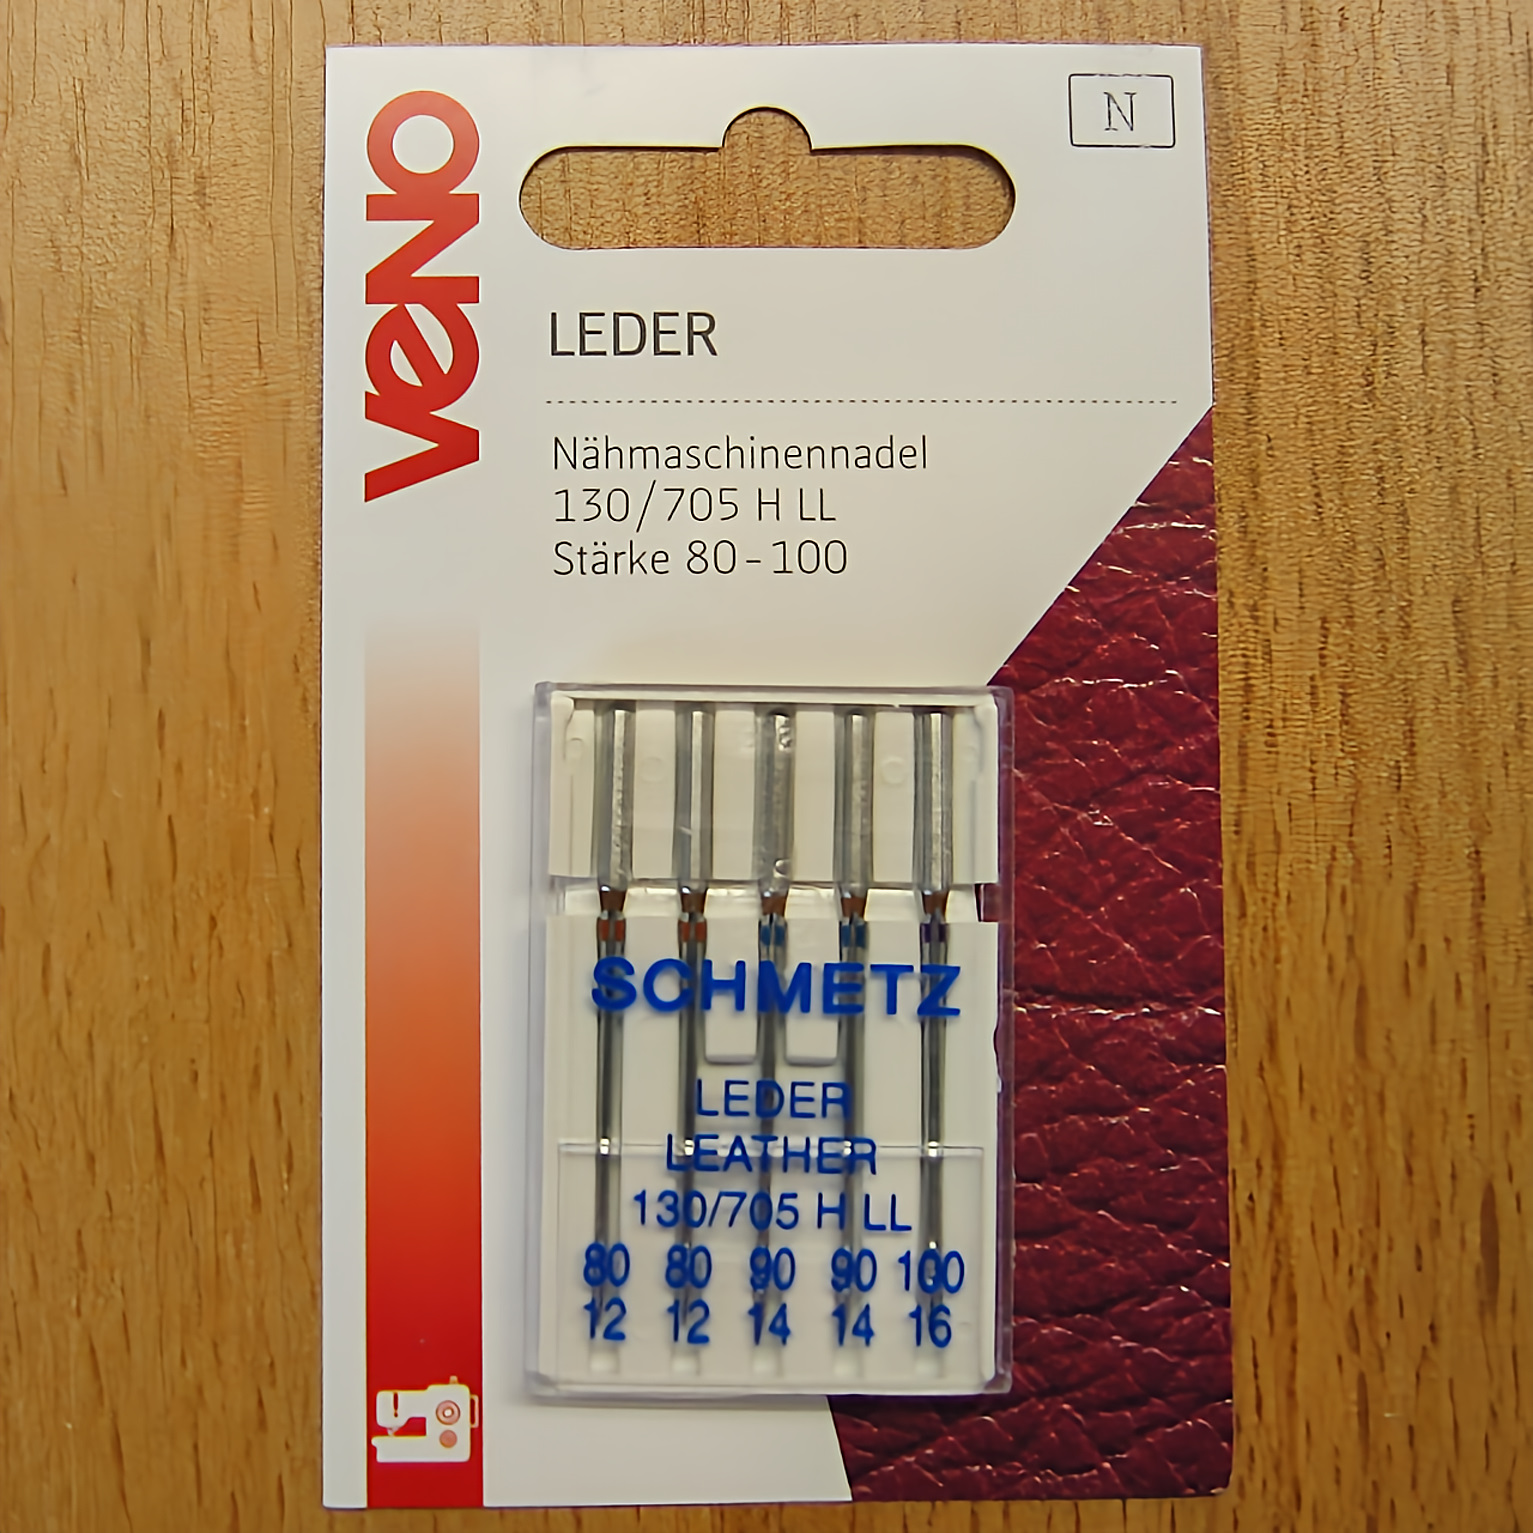 VENO
N
LEDER
Nähmaschinennadel
130/705 H LL
Stärke 80-100
SCHMETZ
LEDER
LEATHER
130/705 H LL
80 80 90 90 100
12 12 14 14 16